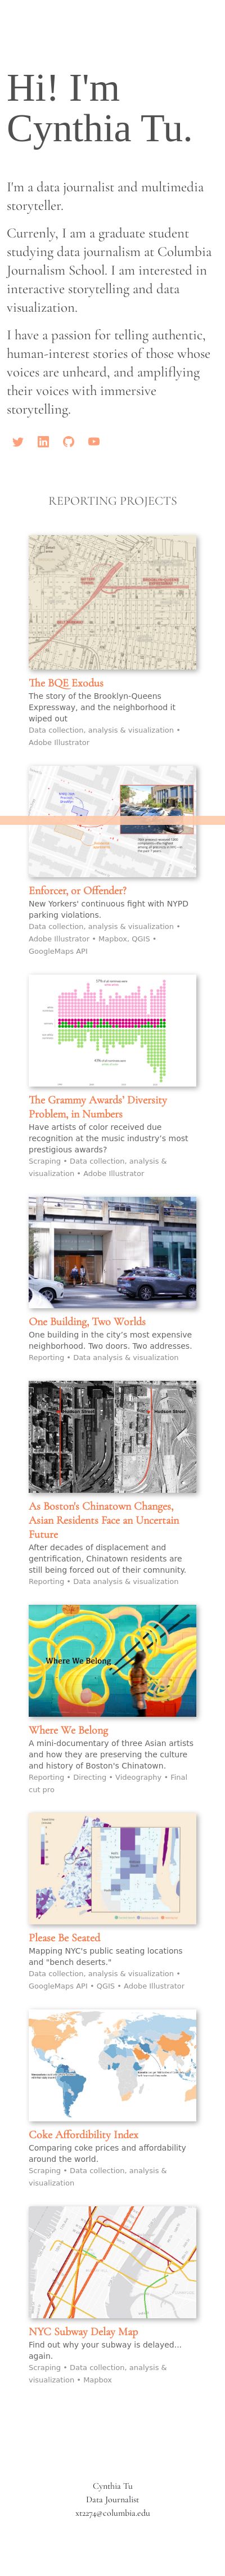 Hi! I'm
Cynthia Tu.
I'm a data journalist and multimedia
storyteller.
Currenly, I am a graduate student
studying data journalism at Columbia
Journalism School. I am interested in
interactive storytelling and data
visualization.
I have a passion for telling authentic,
human-interest stories of those whose
voices are unheard, and amplifying
their voices with immersive
storytelling.
REPORTING PROJECTS
The BQE Exodus
The story of the Brooklyn-Queens
Expressway, and the neighborhood it
wiped out
Data collection, analysis & visualization •
Adobe Illustrator
Enforcer, or Offender?
New Yorkers' continuous fight with NYPD
parking violations.
Data collection, analysis & visualization •
Adobe Illustrator • Mapbox, QGIS •
GoogleMaps API
The Grammy Awards' Diversity
Problem, in Numbers
Have artists of color received due
recognition at the music industry's most
prestigious awards?
Scraping • Data collection, analysis &
visualization • Adobe Illustrator
One Building, Two Worlds
One building in the city's most expensive
neighborhood. Two doors. Two addresses.
Reporting • Data analysis & visualization
Hudson Street
Hudson Street
As Boston's Chinatown Changes,
Asian Residents Face an Uncertain
Future
After decades of displacement and
gentrification, Chinatown residents are
still being forced out of their community.
Reporting • Data analysis & visualization
Where We Belong
Where We Belong
A mini-documentary of three Asian artists
and how they are preserving the culture
and history of Boston's Chinatown.
Reporting • Directing • Videography • Final
cut pro
Please Be Seated
Mapping NYC's public seating locations
and "bench deserts."
Data collection, analysis & visualization •
GoogleMaps API • QGIS • Adobe Illustrator
Coke Affordibility Index
Comparing coke prices and affordability
around the world.
Scraping • Data collection, analysis &
visualization
NYC Subway Delay Map
Find out why your subway is delayed...
again.
Scraping • Data collection, analysis &
visualization • Mapbox
Cynthia Tu
Data Journalist
xt2274@columbia.edu